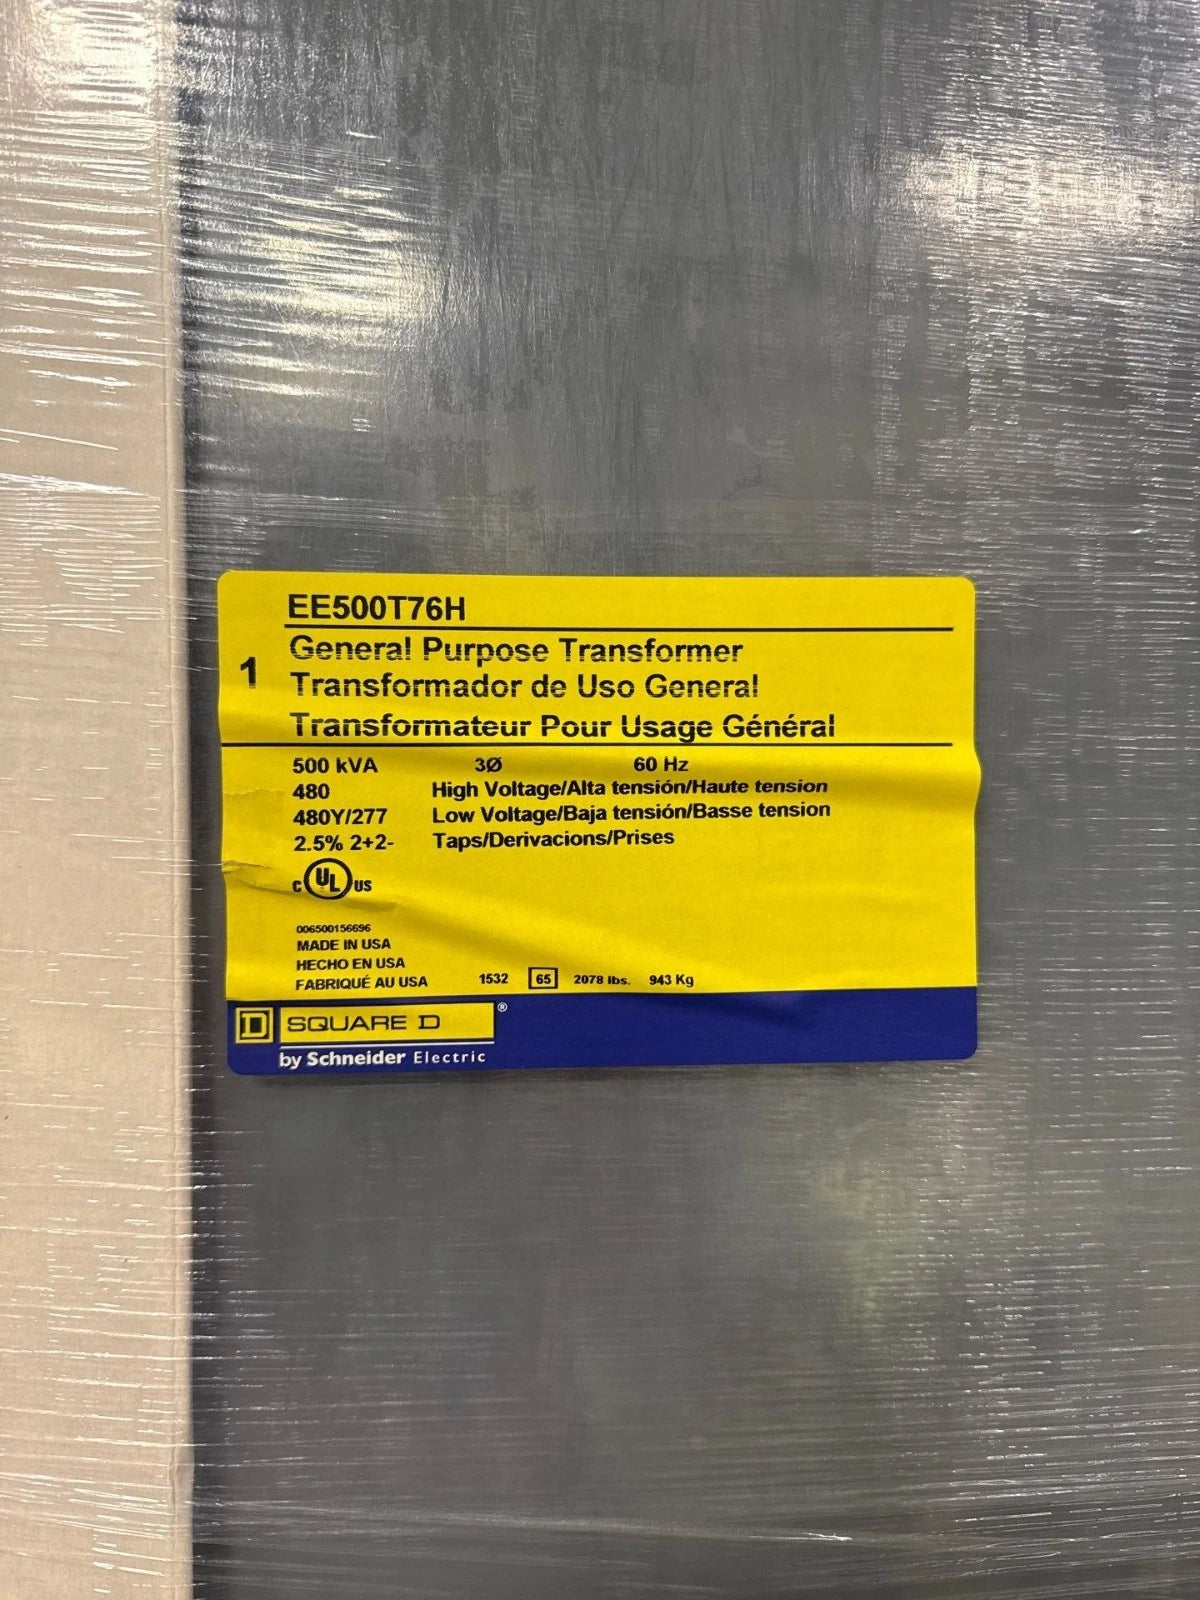 EE500T76H
1
General Purpose Transformer
Transformador de Uso General
Transformateur Pour Usage Général
500 kVA 3Ø 60 Hz
480 High Voltage/Alta tensión/Haute tension
480Y/277 Low Voltage/Baja tensión/Basse tension
2.5% 2+2- Taps/Derivacions/Prises
C UL US
006500156696
MADE IN USA
HECHO EN USA
FABRIQUÉ AU USA 1532 65 2078 lbs. 943 Kg
D SQUARE D ®
by Schneider Electric